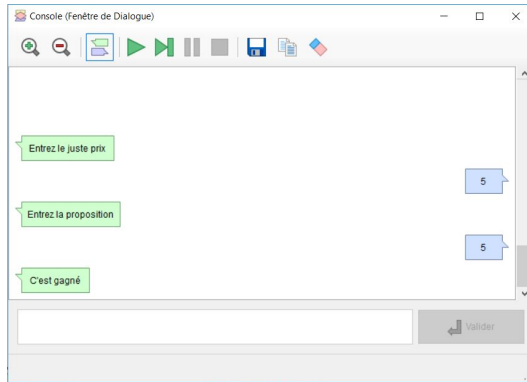 Console (Fenêtre de Dialogue)
Entrez le juste prix
5
Entrez la proposition
5
C'est gagné
Valider